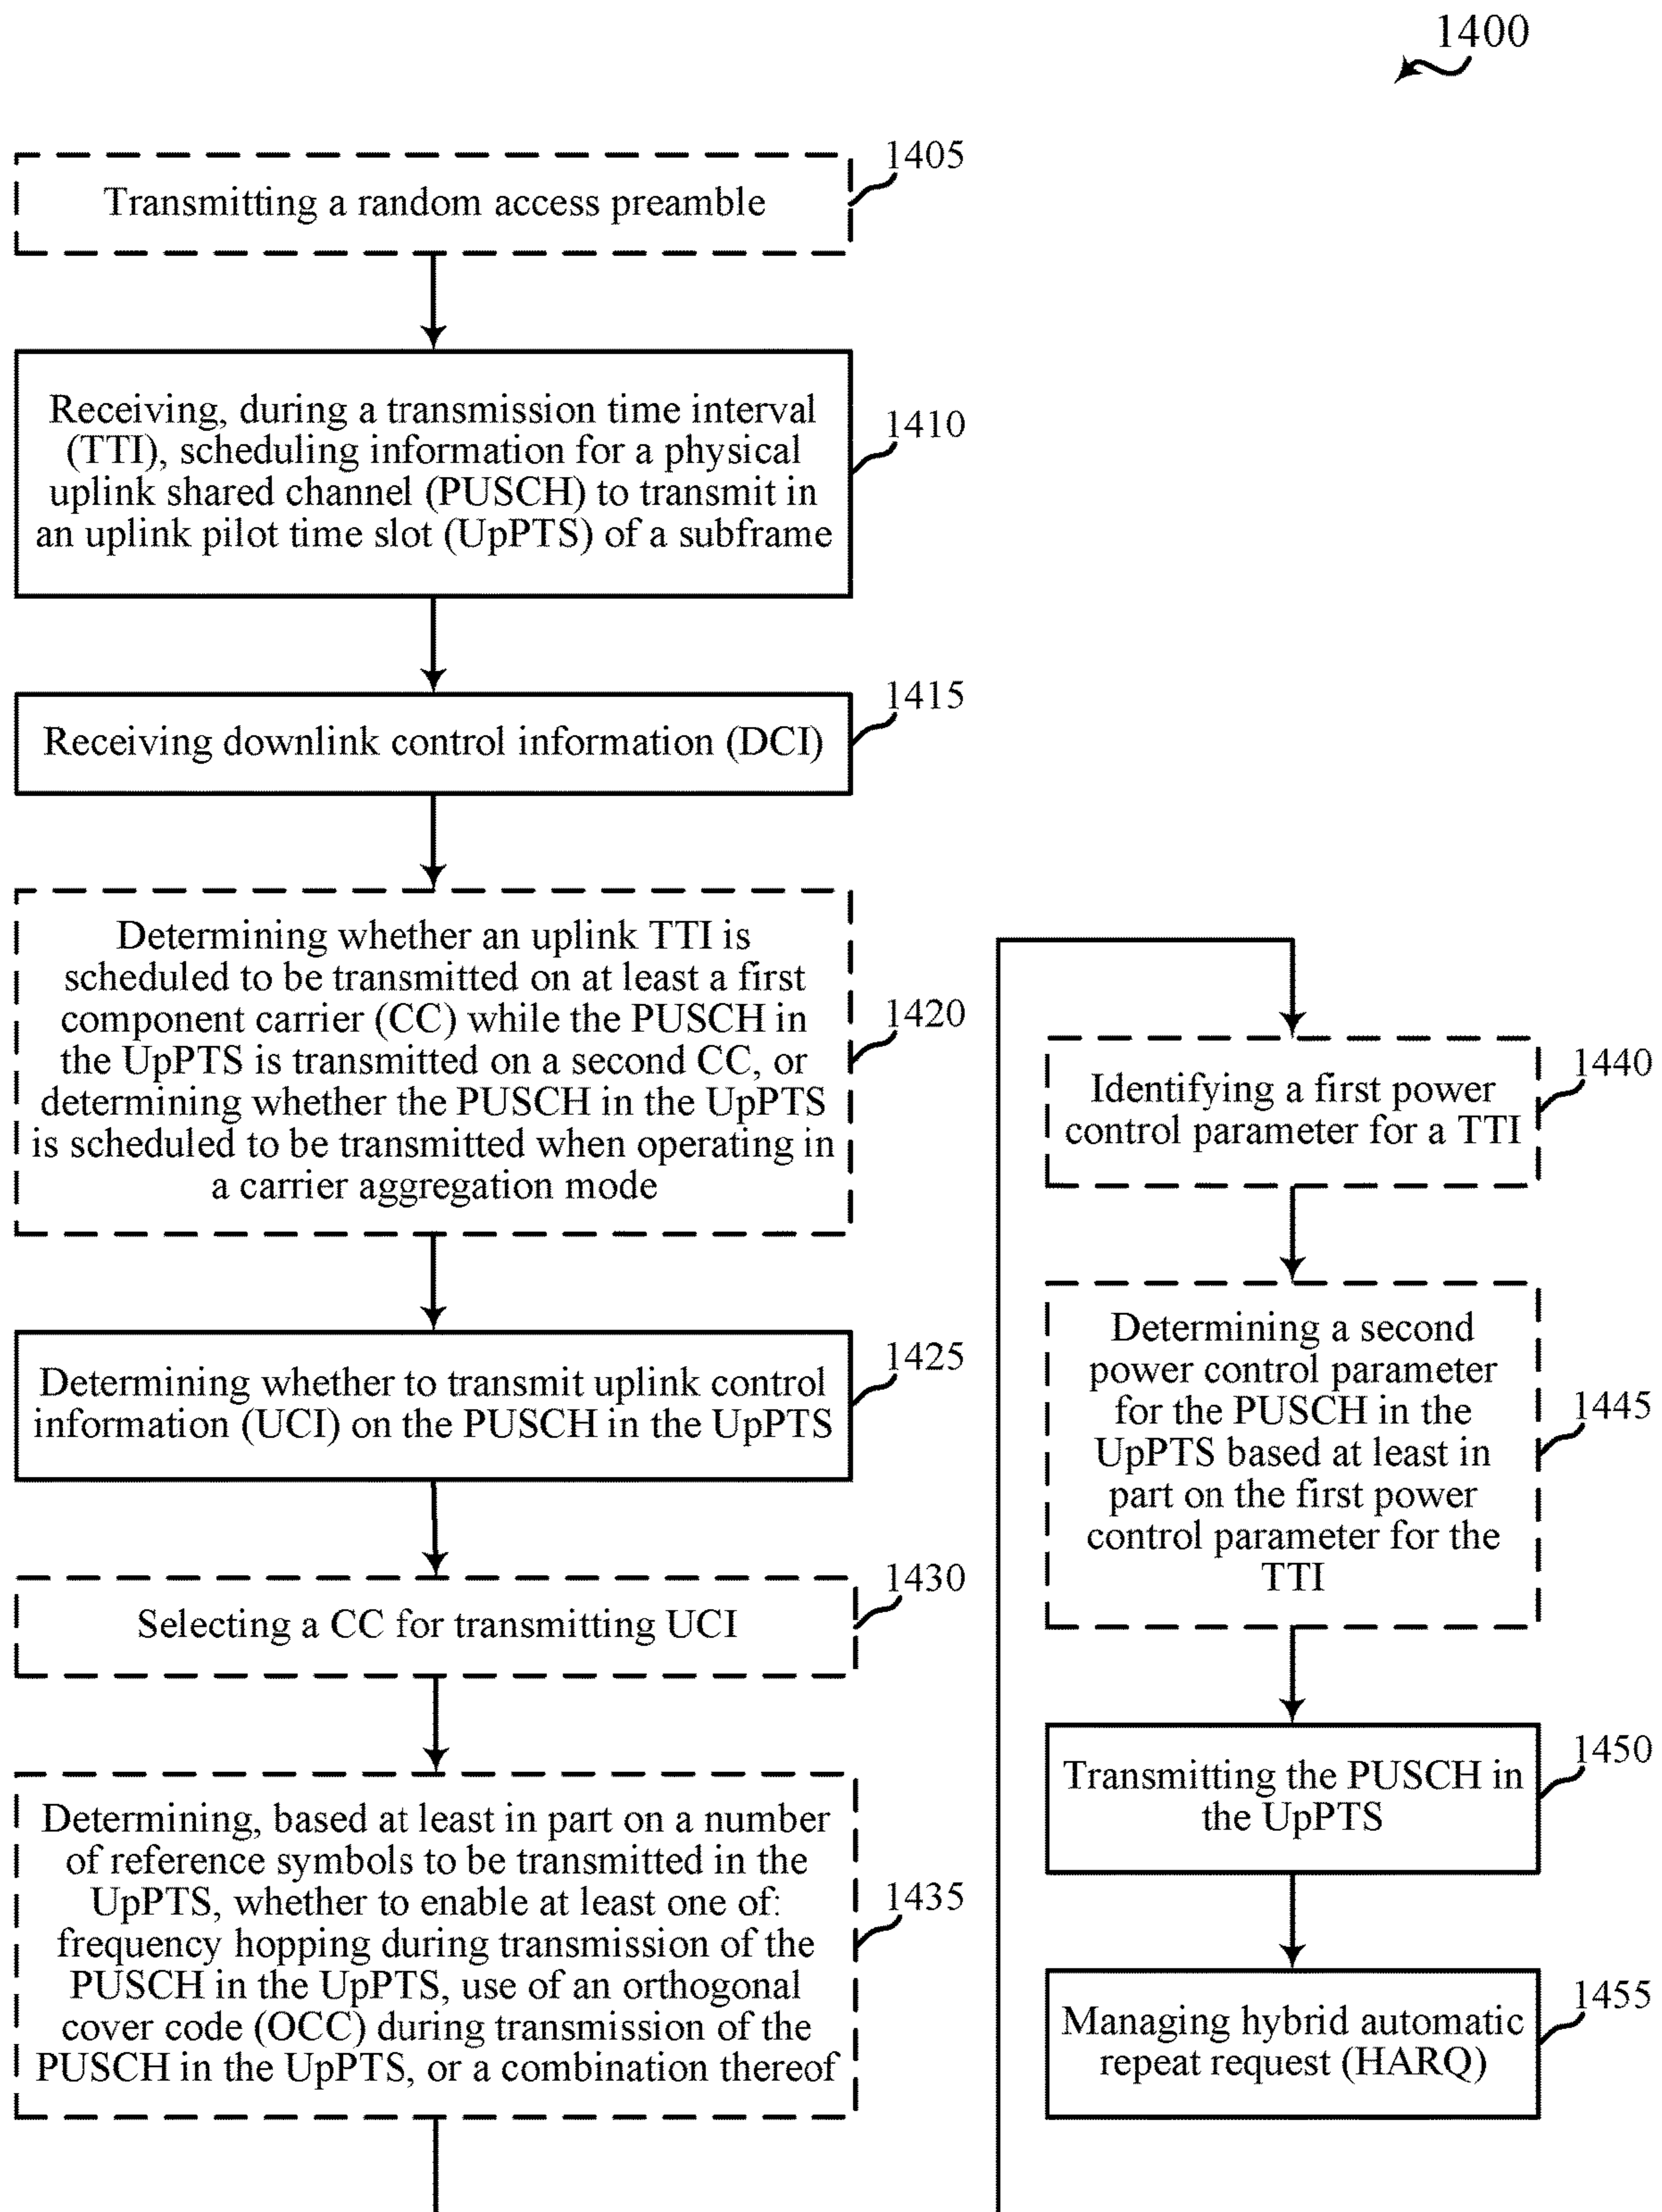 1400
1405
Transmitting a random access preamble
1410
Receiving, during a transmission time interval
(TTI), scheduling information for a physical
uplink shared channel (PUSCH) to transmit in
an uplink pilot time slot (UpPTS) of a subframe
1415
Receiving downlink control information (DCI)
1420
Determining whether an uplink TTI is
scheduled to be transmitted on at least a first
component carrier (CC) while the PUSCH in
the UpPTS is transmitted on a second CC, or
determining whether the PUSCH in the UpPTS
is scheduled to be transmitted when operating in
a carrier aggregation mode
1425
Determining whether to transmit uplink control
information (UCI) on the PUSCH in the UpPTS
1430
Selecting a CC for transmitting UCI
1435
Determining, based at least in part on a number
of reference symbols to be transmitted in the
UpPTS, whether to enable at least one of:
frequency hopping during transmission of the
PUSCH in the UpPTS, use of an orthogonal
cover code (OCC) during transmission of the
PUSCH in the UpPTS, or a combination thereof
1440
Identifying a first power
control parameter for a TTI
1445
Determining a second
power control parameter
for the PUSCH in the
UpPTS based at least in
part on the first power
control parameter for the
TTI
1450
Transmitting the PUSCH in
the UpPTS
1455
Managing hybrid automatic
repeat request (HARQ)